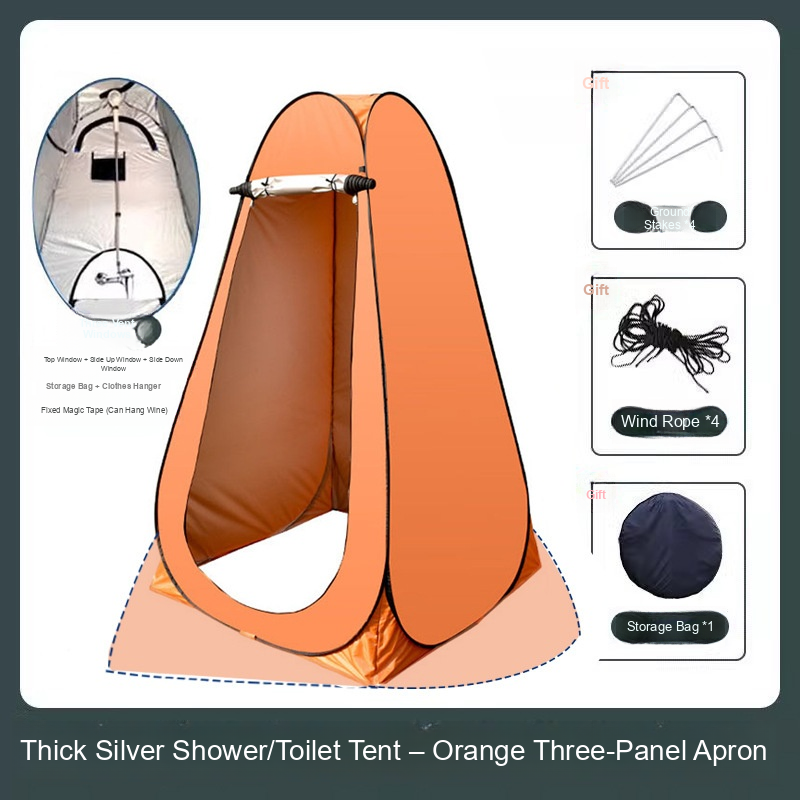 Gift
Ground
Stakes *4
Gift
Wind Rope *4
Gift
Storage Bag *1
Top Window + Side Up Window + Side Down
Window
Storage Bag + Clothes Hanger
Fixed Magic Tape (Can Hang Wine)
Thick Silver Shower/Toilet Tent – Orange Three-Panel Apron